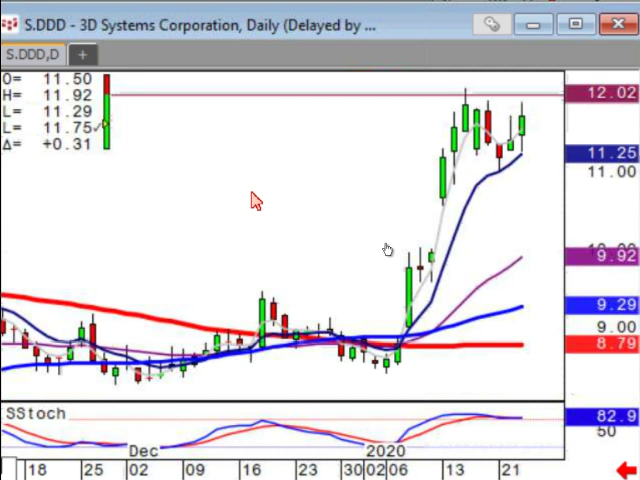 S.DDD - 3D Systems Corporation, Daily (Delayed by ...
S.DDD,D
+
O= 11.50
H= 11.92
L= 11.29
L= 11.75
Δ= +0.31
12.02
11.25
11.00
9.92
9.29
9.00
8.79
SStoch
82.9
50
Dec 2020
18 25 02 09 16 23 30 02 06 13 21